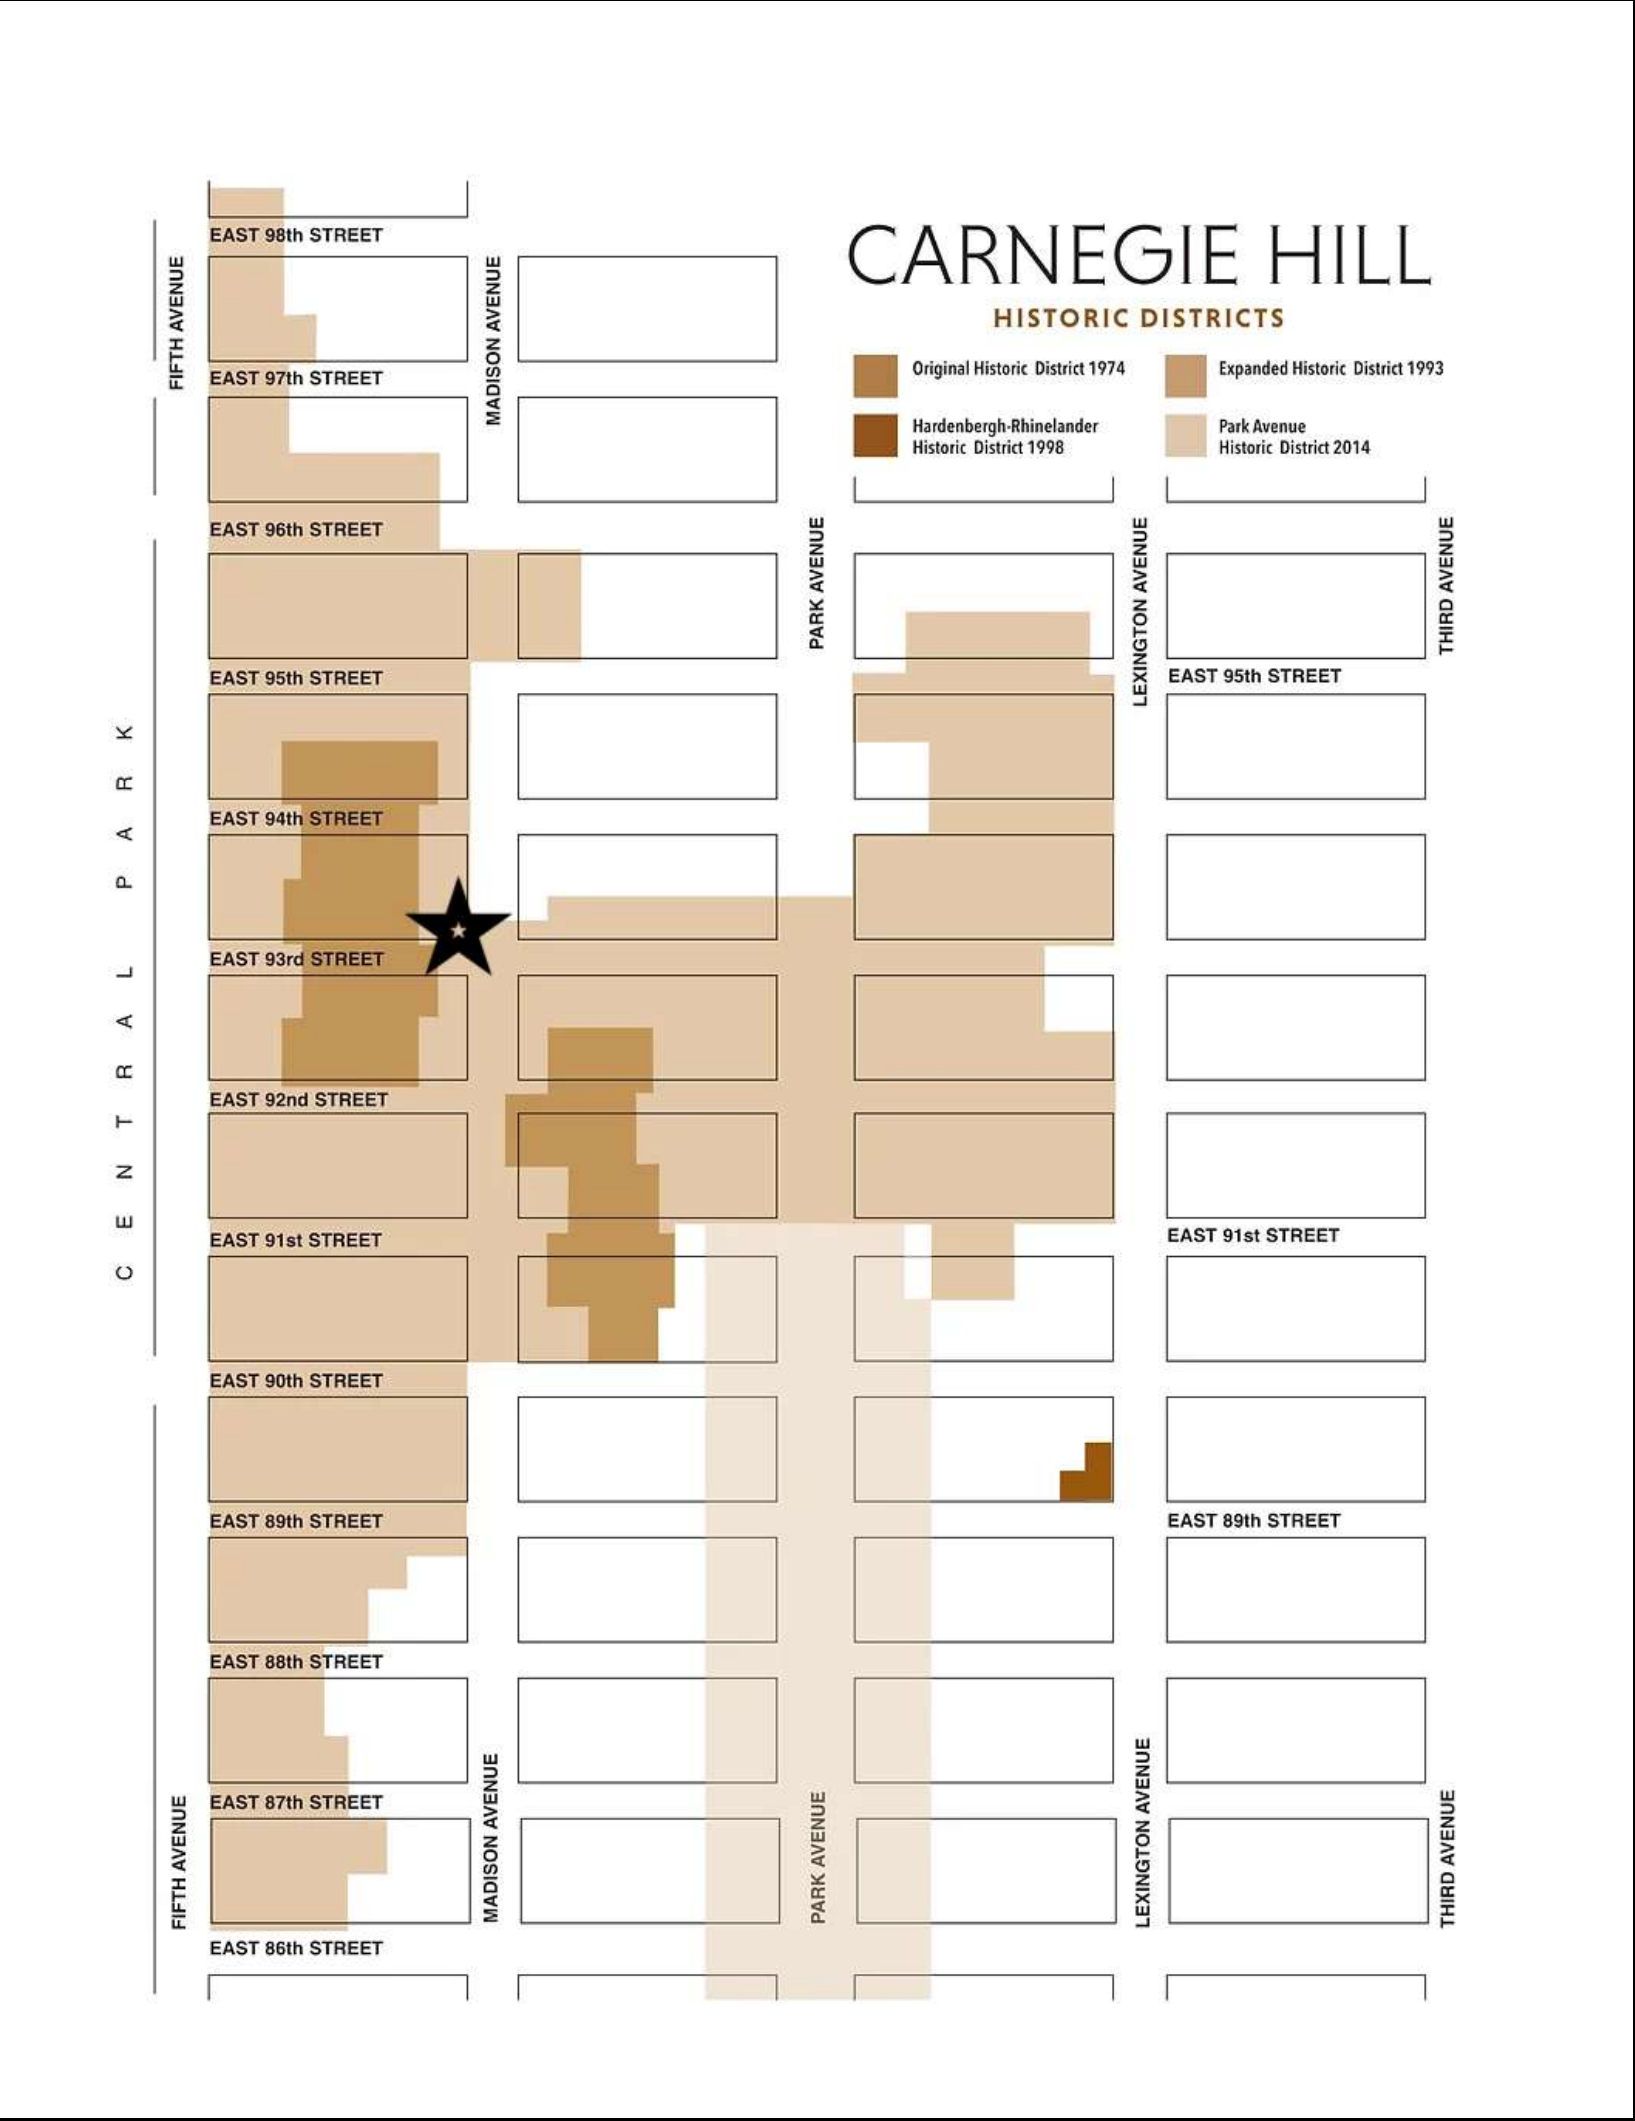 CARNEGIE HILL
HISTORIC DISTRICTS
Original Historic District 1974
Expanded Historic District 1993
Hardenbergh-Rhinelander
Historic District 1998
Park Avenue
Historic District 2014
EAST 98th STREET
FIFTH AVENUE
MADISON AVENUE
EAST 97th STREET
EAST 96th STREET
PARK AVENUE
LEXINGTON AVENUE
THIRD AVENUE
EAST 95th STREET
EAST 95th STREET
CENTRAL PARK
EAST 94th STREET
EAST 93rd STREET
EAST 92nd STREET
EAST 91st STREET
EAST 91st STREET
EAST 90th STREET
EAST 89th STREET
EAST 89th STREET
EAST 88th STREET
EAST 87th STREET
FIFTH AVENUE
MADISON AVENUE
PARK AVENUE
LEXINGTON AVENUE
THIRD AVENUE
EAST 86th STREET